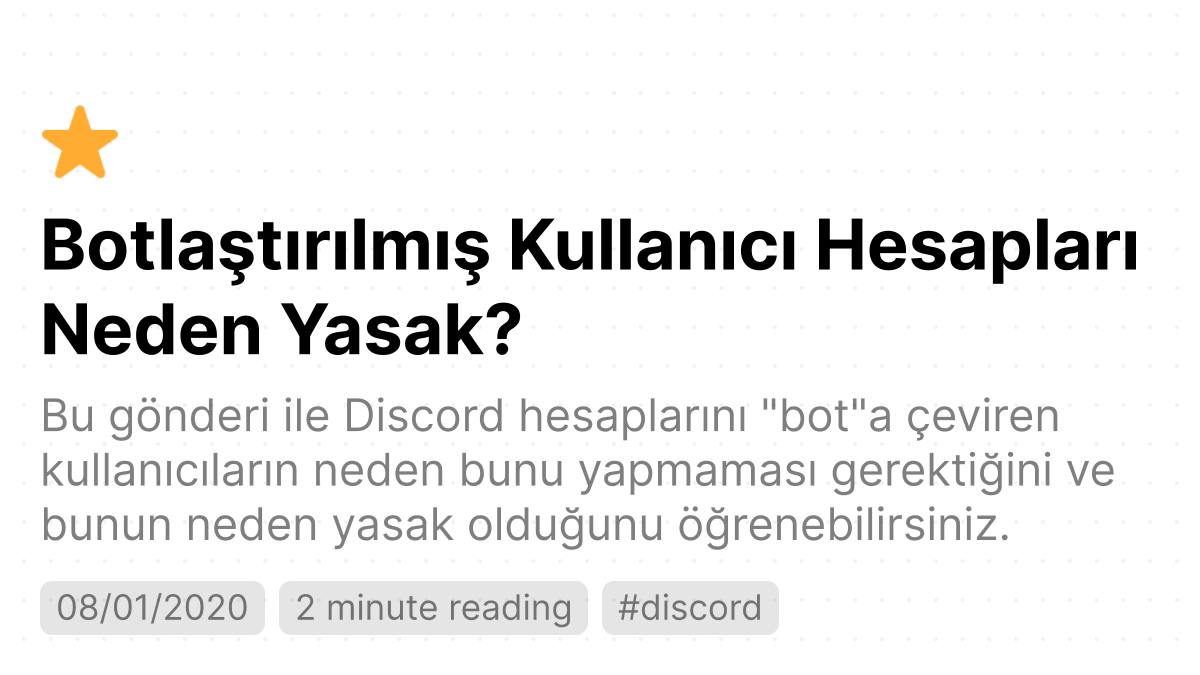 Botlaştırılmış Kullanıcı Hesapları
Neden Yasak?
Bu gönderi ile Discord hesaplarını "bot"a çeviren
kullanıcıların neden bunu yapmaması gerektiğini ve
bunun neden yasak olduğunu öğrenebilirsiniz.
08/01/2020 2 minute reading #discord